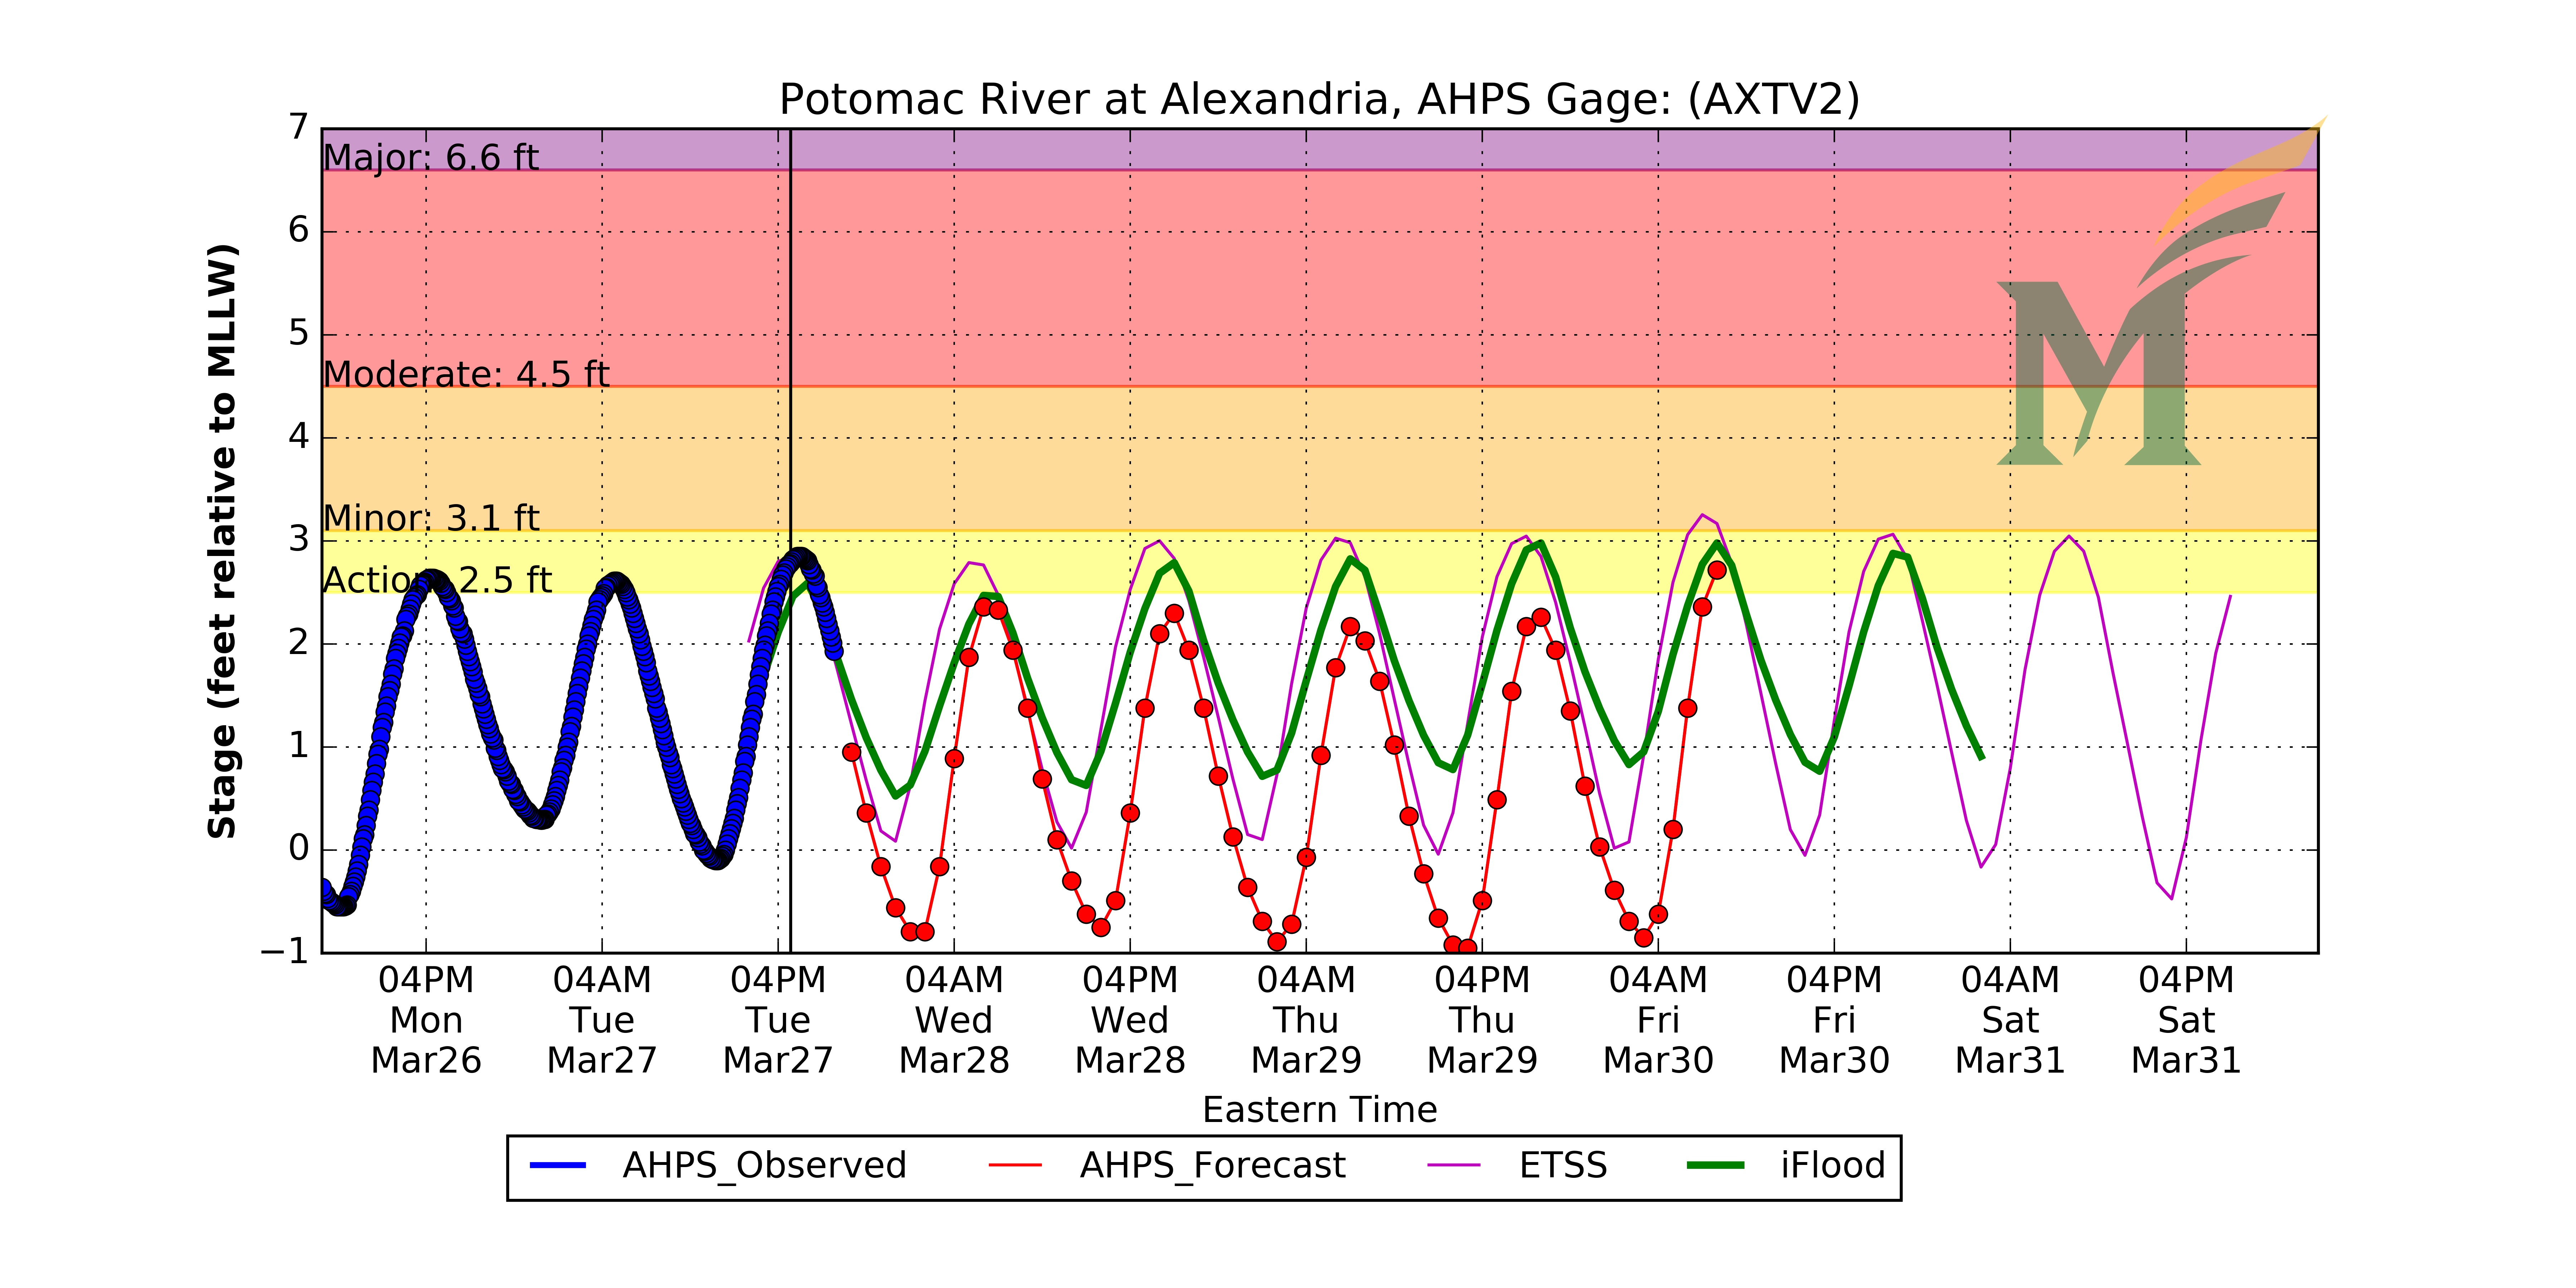 Potomac River at Alexandria, AHPS Gage: (AXTV2)
Stage (feet relative to MLLW)
7
6
5
4
3
2
1
0
−1
Major: 6.6 ft
Moderate: 4.5 ft
Minor: 3.1 ft
Action: 2.5 ft
04PM 04AM 04PM 04AM 04PM 04AM 04PM 04AM 04PM 04AM 04PM
Mon Tue Tue Wed Wed Thu Thu Fri Fri Sat Sat
Mar26 Mar27 Mar27 Mar28 Mar28 Mar29 Mar29 Mar30 Mar30 Mar31 Mar31
Eastern Time
AHPS_Observed AHPS_Forecast ETSS iFlood